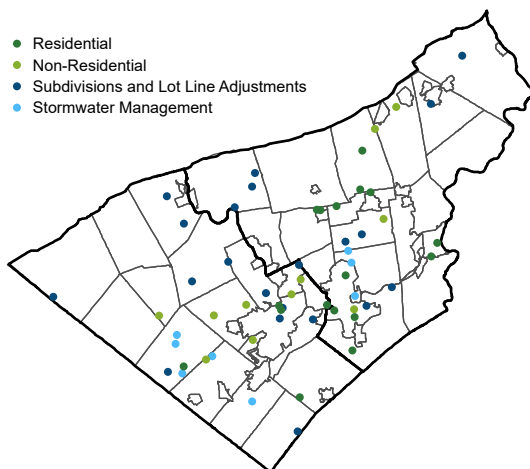 Residential
Non-Residential
Subdivisions and Lot Line Adjustments
Stormwater Management